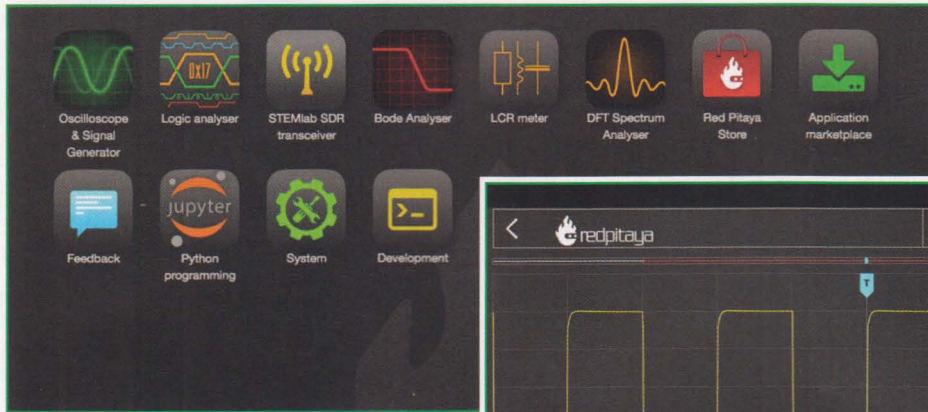 0x17
Oscilloscope
& Signal
Generator
Logic analyser
STEMlab SDR
transceiver
Bode Analyser
LCR meter
DFT Spectrum
Analyser
Red Pitaya
Store
Application
marketplace
jupyter
>_
Feedback
Python
programming
System
Development
< redpitaya
T